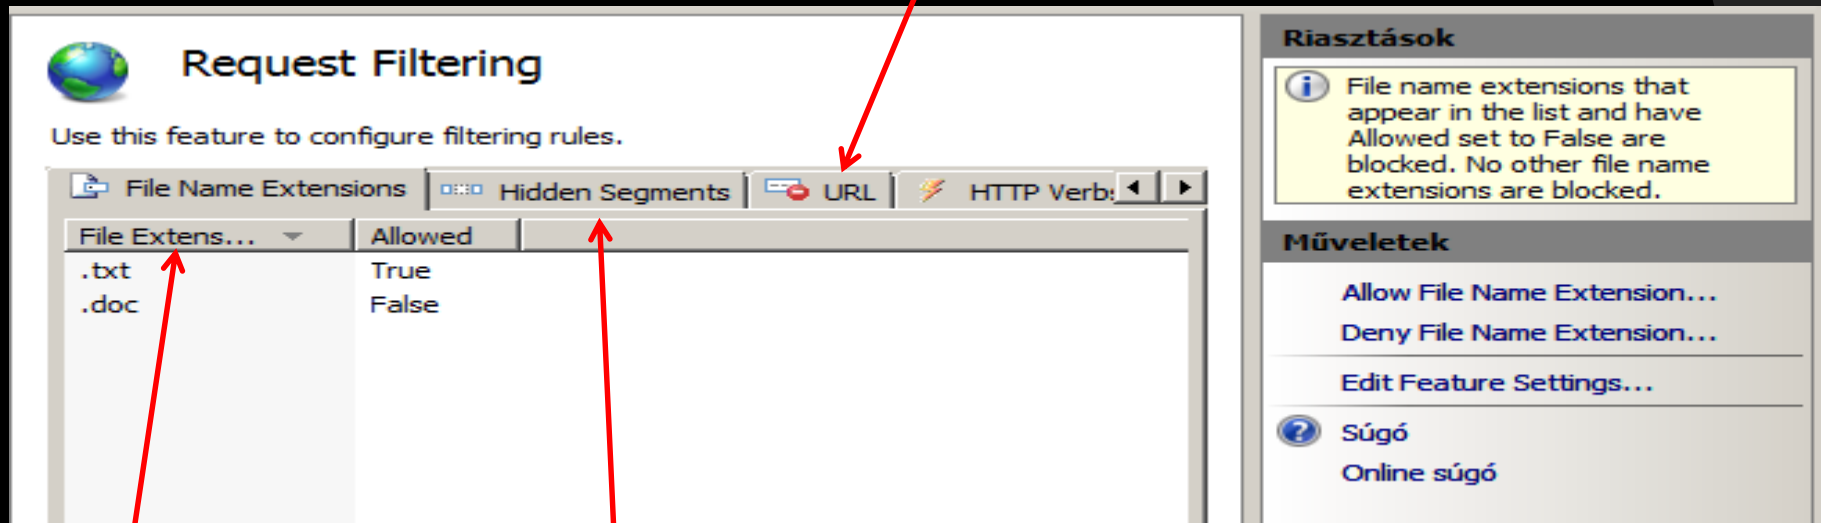 Request Filtering
Use this feature to configure filtering rules.
File Name Extensions
Hidden Segments
URL
HTTP Verbs
File Extens...
Allowed
.txt
True
.doc
False
Riasztások
File name extensions that
appear in the list and have
Allowed set to False are
blocked. No other file name
extensions are blocked.
Műveletek
Allow File Name Extension...
Deny File Name Extension...
Edit Feature Settings...
Súgó
Online súgó